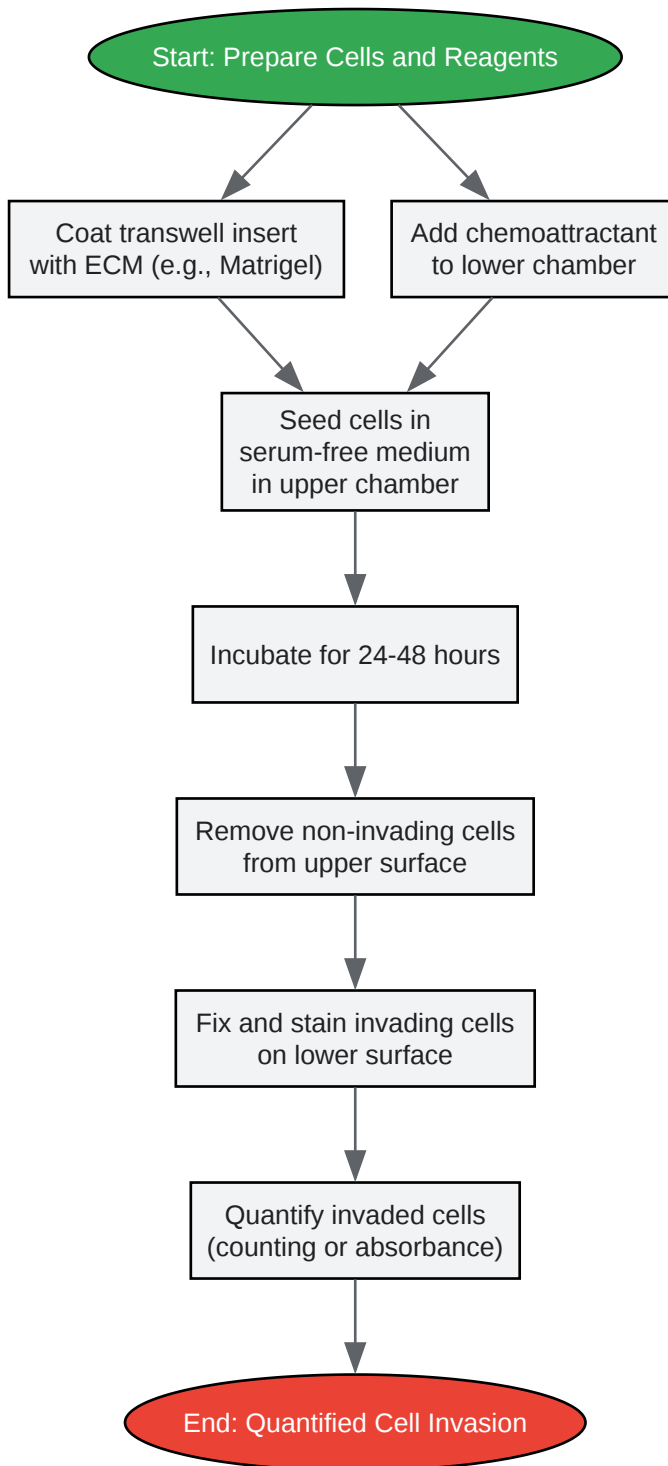 Start: Prepare Cells and Reagents
Coat transwell insert
with ECM (e.g., Matrigel)
Add chemoattractant
to lower chamber
Seed cells in
serum-free medium
in upper chamber
Incubate for 24-48 hours
Remove non-invading cells
from upper surface
Fix and stain invading cells
on lower surface
Quantify invaded cells
(counting or absorbance)
End: Quantified Cell Invasion